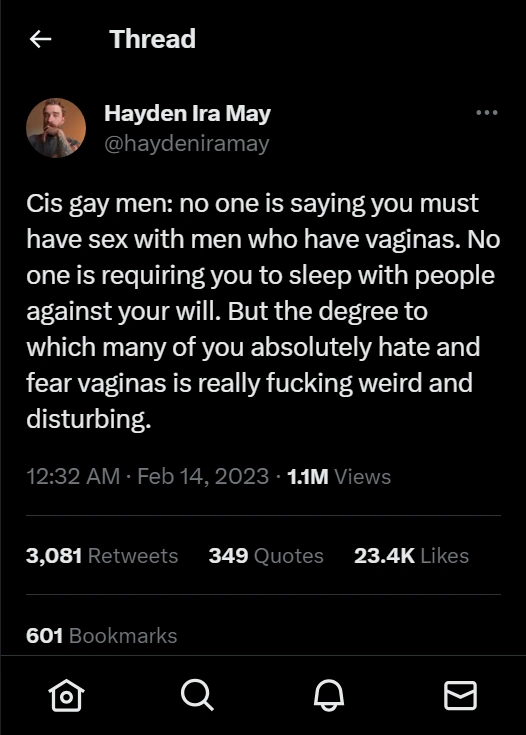 Thread
Hayden Ira May
@haydeniramay
Cis gay men: no one is saying you must
have sex with men who have vaginas. No
one is requiring you to sleep with people
against your will. But the degree to
which many of you absolutely hate and
fear vaginas is really fucking weird and
disturbing.
12:32 AM · Feb 14, 2023 · 1.1M Views
3,081 Retweets 349 Quotes 23.4K Likes
601 Bookmarks